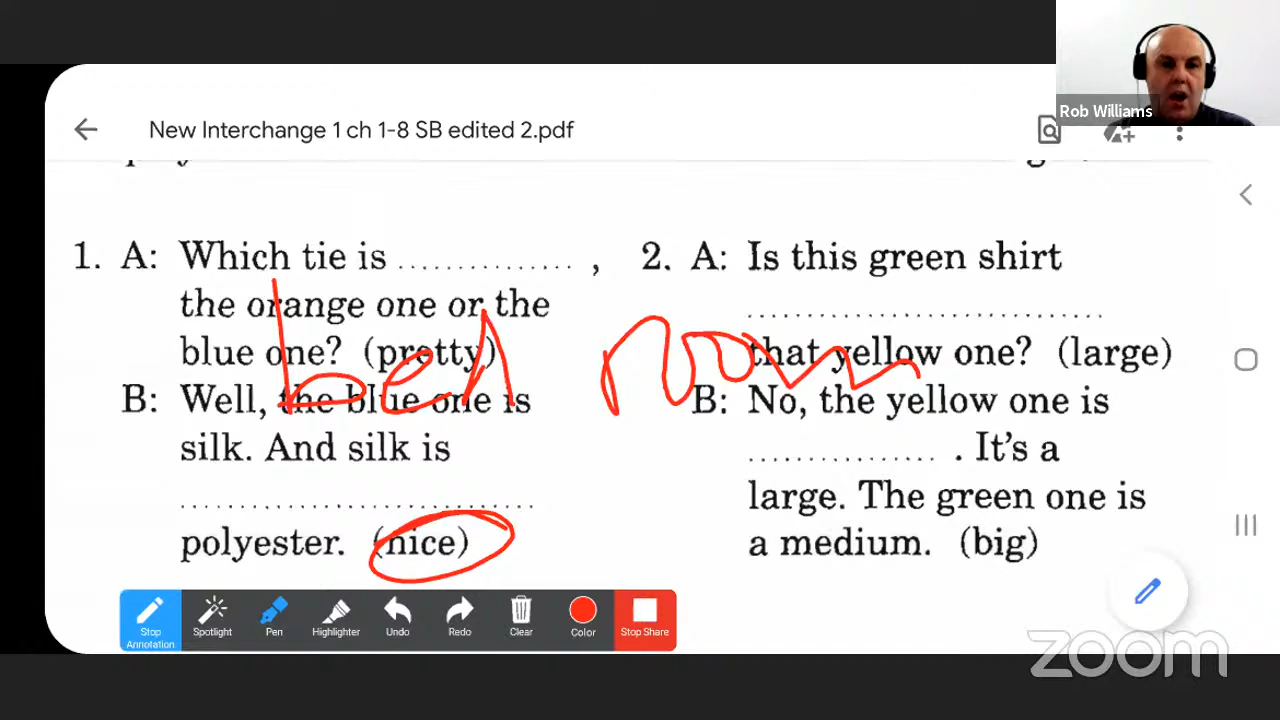 Rob Williams
New Interchange 1 ch 1-8 SB edited 2.pdf
1. A: Which tie is ............... ,
the orange one or the
blue one? (pretty)
B: Well, the blue one is
silk. And silk is
..............................
polyester. (nice)
2. A: Is this green shirt
..............................
that yellow one? (large)
B: No, the yellow one is
................ . It's a
large. The green one is
a medium. (big)
bed room
Stop Annotation
Spotlight
Pen
Highlighter
Undo
Redo
Clear
Color
Stop Share
zoom